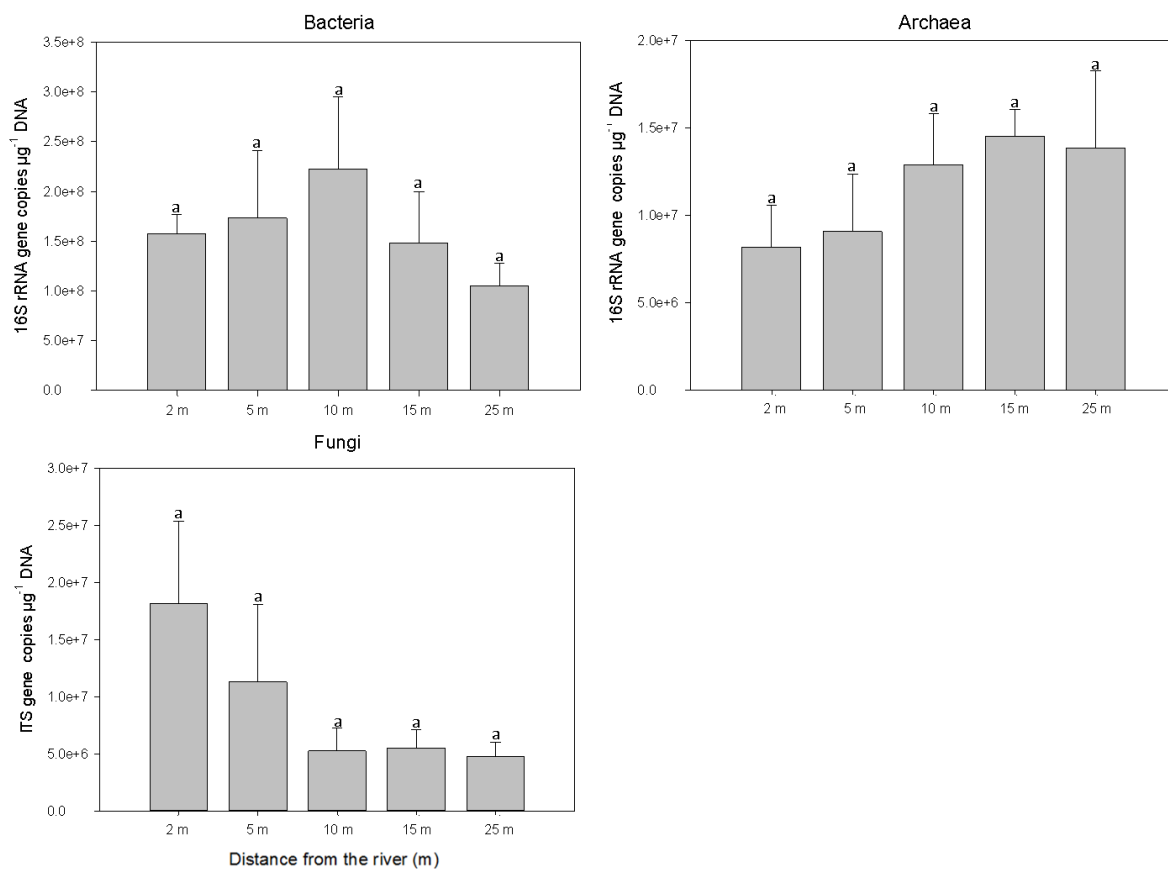 Bacteria
16S rRNA gene copies µg⁻¹ DNA
3.5e+8
3.0e+8
2.5e+8
2.0e+8
1.5e+8
1.0e+8
5.0e+7
0.0
a
a
a
a
a
2 m
5 m
10 m
15 m
25 m
Archaea
16S rRNA gene copies µg⁻¹ DNA
2.0e+7
1.5e+7
1.0e+7
5.0e+6
0.0
a
a
a
a
a
2 m
5 m
10 m
15 m
25 m
Fungi
ITS gene copies µg⁻¹ DNA
3.0e+7
2.5e+7
2.0e+7
1.5e+7
1.0e+7
5.0e+6
0.0
a
a
a
a
a
2 m
5 m
10 m
15 m
25 m
Distance from the river (m)